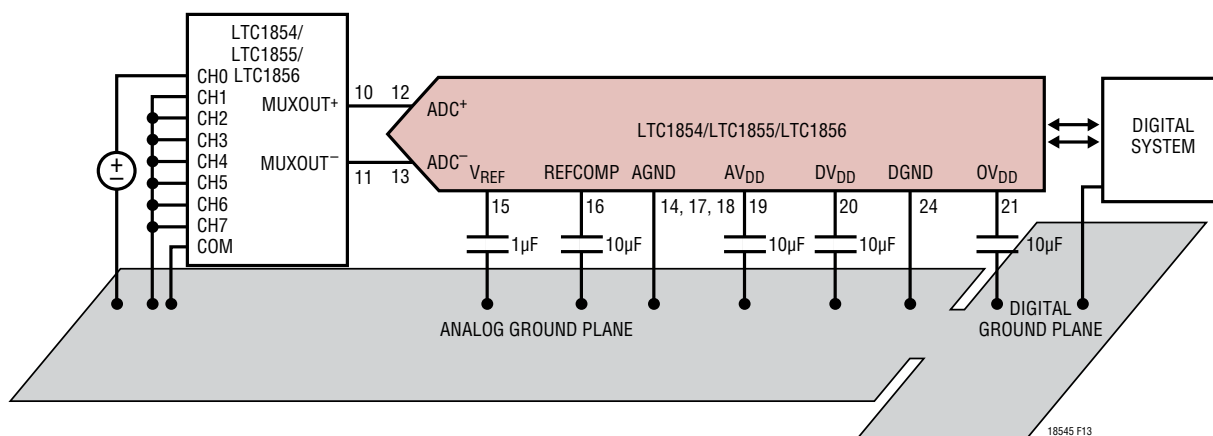 LTC1854/
LTC1855/
LTC1856
CH0
CH1
CH2
CH3
CH4
CH5
CH6
CH7
COM
MUXOUT+
MUXOUT−
10
11
12
13
ADC+
ADC−
LTC1854/LTC1855/LTC1856
VREF
REFCOMP
AGND
AVDD
DVDD
DGND
OVDD
15
16
14, 17, 18
19
20
24
21
1µF
10µF
10µF
10µF
10µF
DIGITAL
SYSTEM
ANALOG GROUND PLANE
DIGITAL
GROUND PLANE
18545 F13
+
−